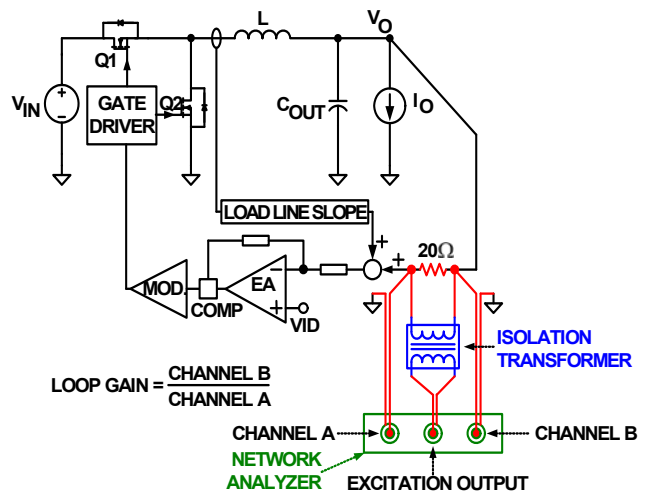 L
VO
Q1
VIN
+
−
GATE
DRIVER
Q2
COUT
IO
LOAD LINE SLOPE
+
+
20Ω
MOD.
COMP
−
EA
+
VID
ISOLATION
TRANSFORMER
LOOP GAIN = CHANNEL B
CHANNEL A
CHANNEL A
CHANNEL B
NETWORK
ANALYZER
EXCITATION OUTPUT